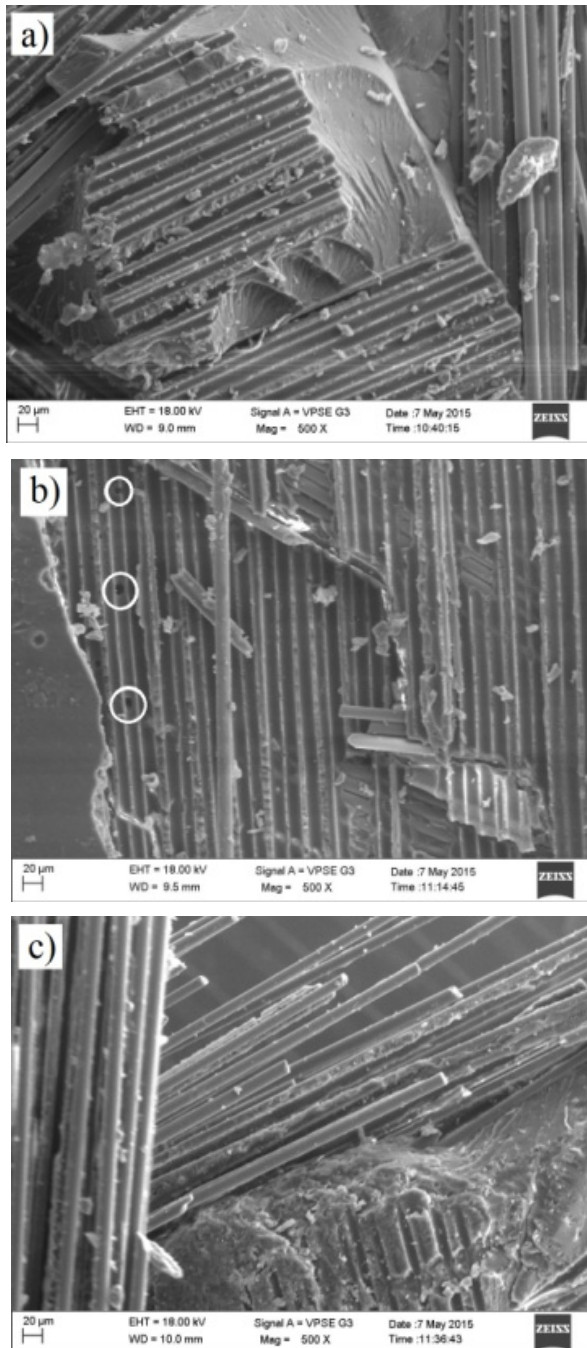 a)
20 µm EHT = 18.00 kV Signal A = VPSE G3 Date :7 May 2015
WD = 9.0 mm Mag = 500 X Time :10:40:15
ZEISS
b)
20 µm EHT = 18.00 kV Signal A = VPSE G3 Date :7 May 2015
WD = 9.5 mm Mag = 500 X Time :11:14:45
ZEISS
c)
20 µm EHT = 18.00 kV Signal A = VPSE G3 Date :7 May 2015
WD = 10.0 mm Mag = 500 X Time :11:36:43
ZEISS